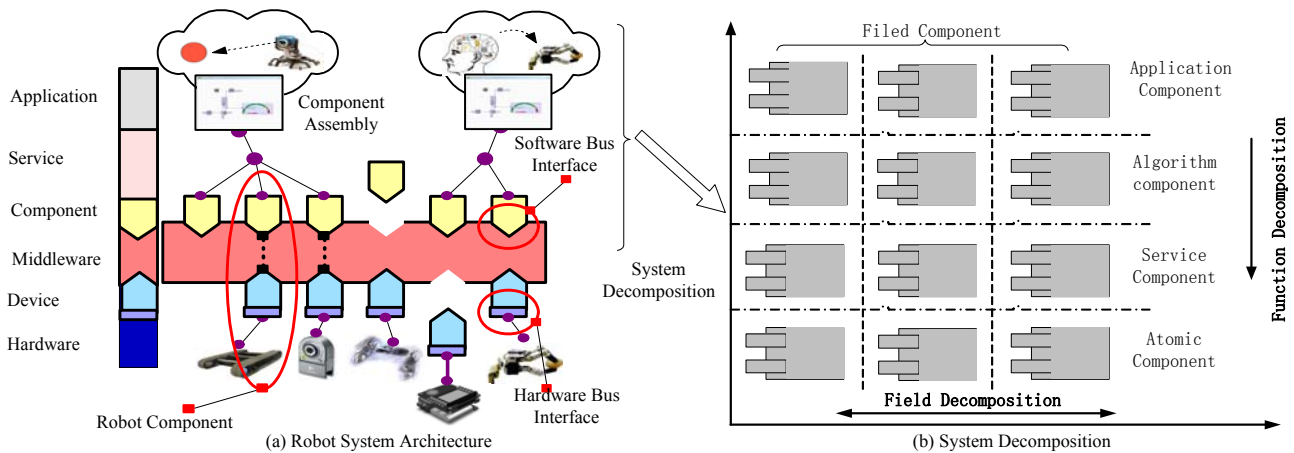 Application
Service
Component
Middleware
Device
Hardware
Component
Assembly
Software Bus
Interface
System
Decomposition
Hardware Bus
Interface
Robot Component
(a) Robot System Architecture
Filed Component
Application
Component
Algorithm
component
Service
Component
Atomic
Component
Function Decomposition
Field Decomposition
(b) System Decomposition